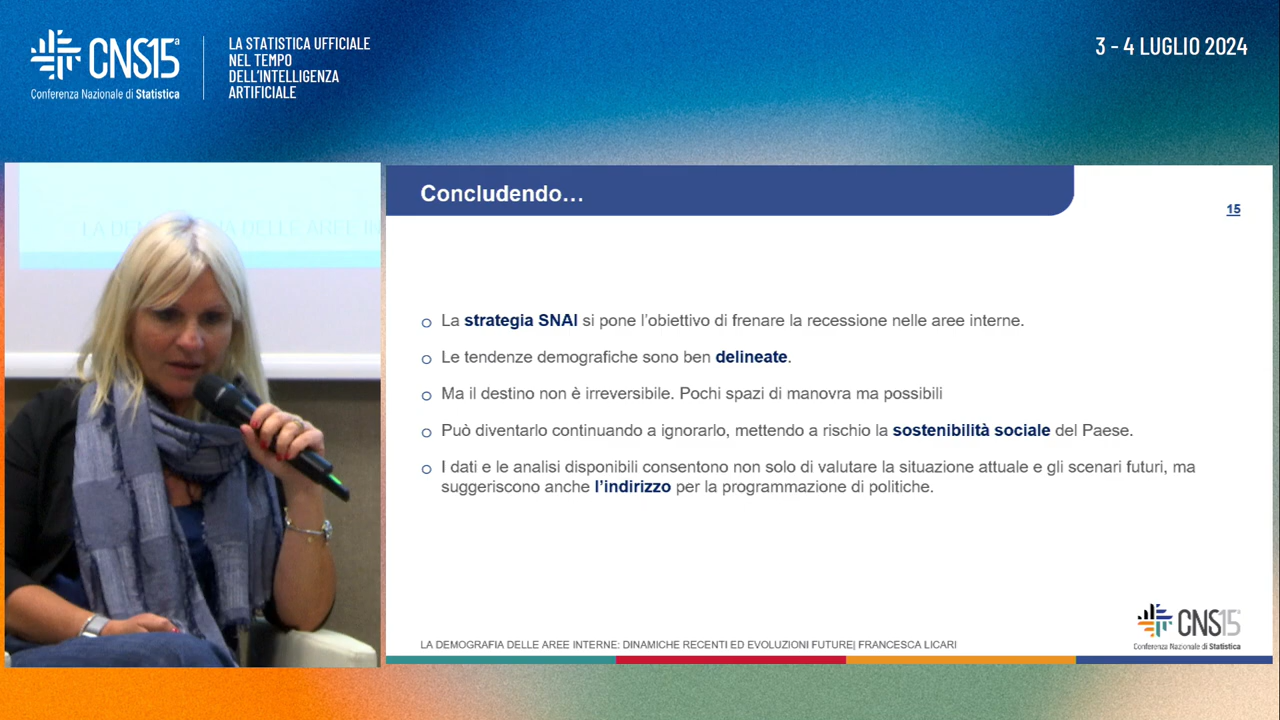 CNS15ª
Conferenza Nazionale di Statistica
LA STATISTICA UFFICIALE
NEL TEMPO
DELL'INTELLIGENZA
ARTIFICIALE
3 - 4 LUGLIO 2024
Concludendo…
15
La strategia SNAI si pone l'obiettivo di frenare la recessione nelle aree interne.
Le tendenze demografiche sono ben delineate.
Ma il destino non è irreversibile. Pochi spazi di manovra ma possibili
Può diventarlo continuando a ignorarlo, mettendo a rischio la sostenibilità sociale del Paese.
I dati e le analisi disponibili consentono non solo di valutare la situazione attuale e gli scenari futuri, ma
suggeriscono anche l'indirizzo per la programmazione di politiche.
LA DEMOGRAFIA DELLE AREE INTERNE: DINAMICHE RECENTI ED EVOLUZIONI FUTURE| FRANCESCA LICARI
CNS15ª
Conferenza Nazionale di Statistica